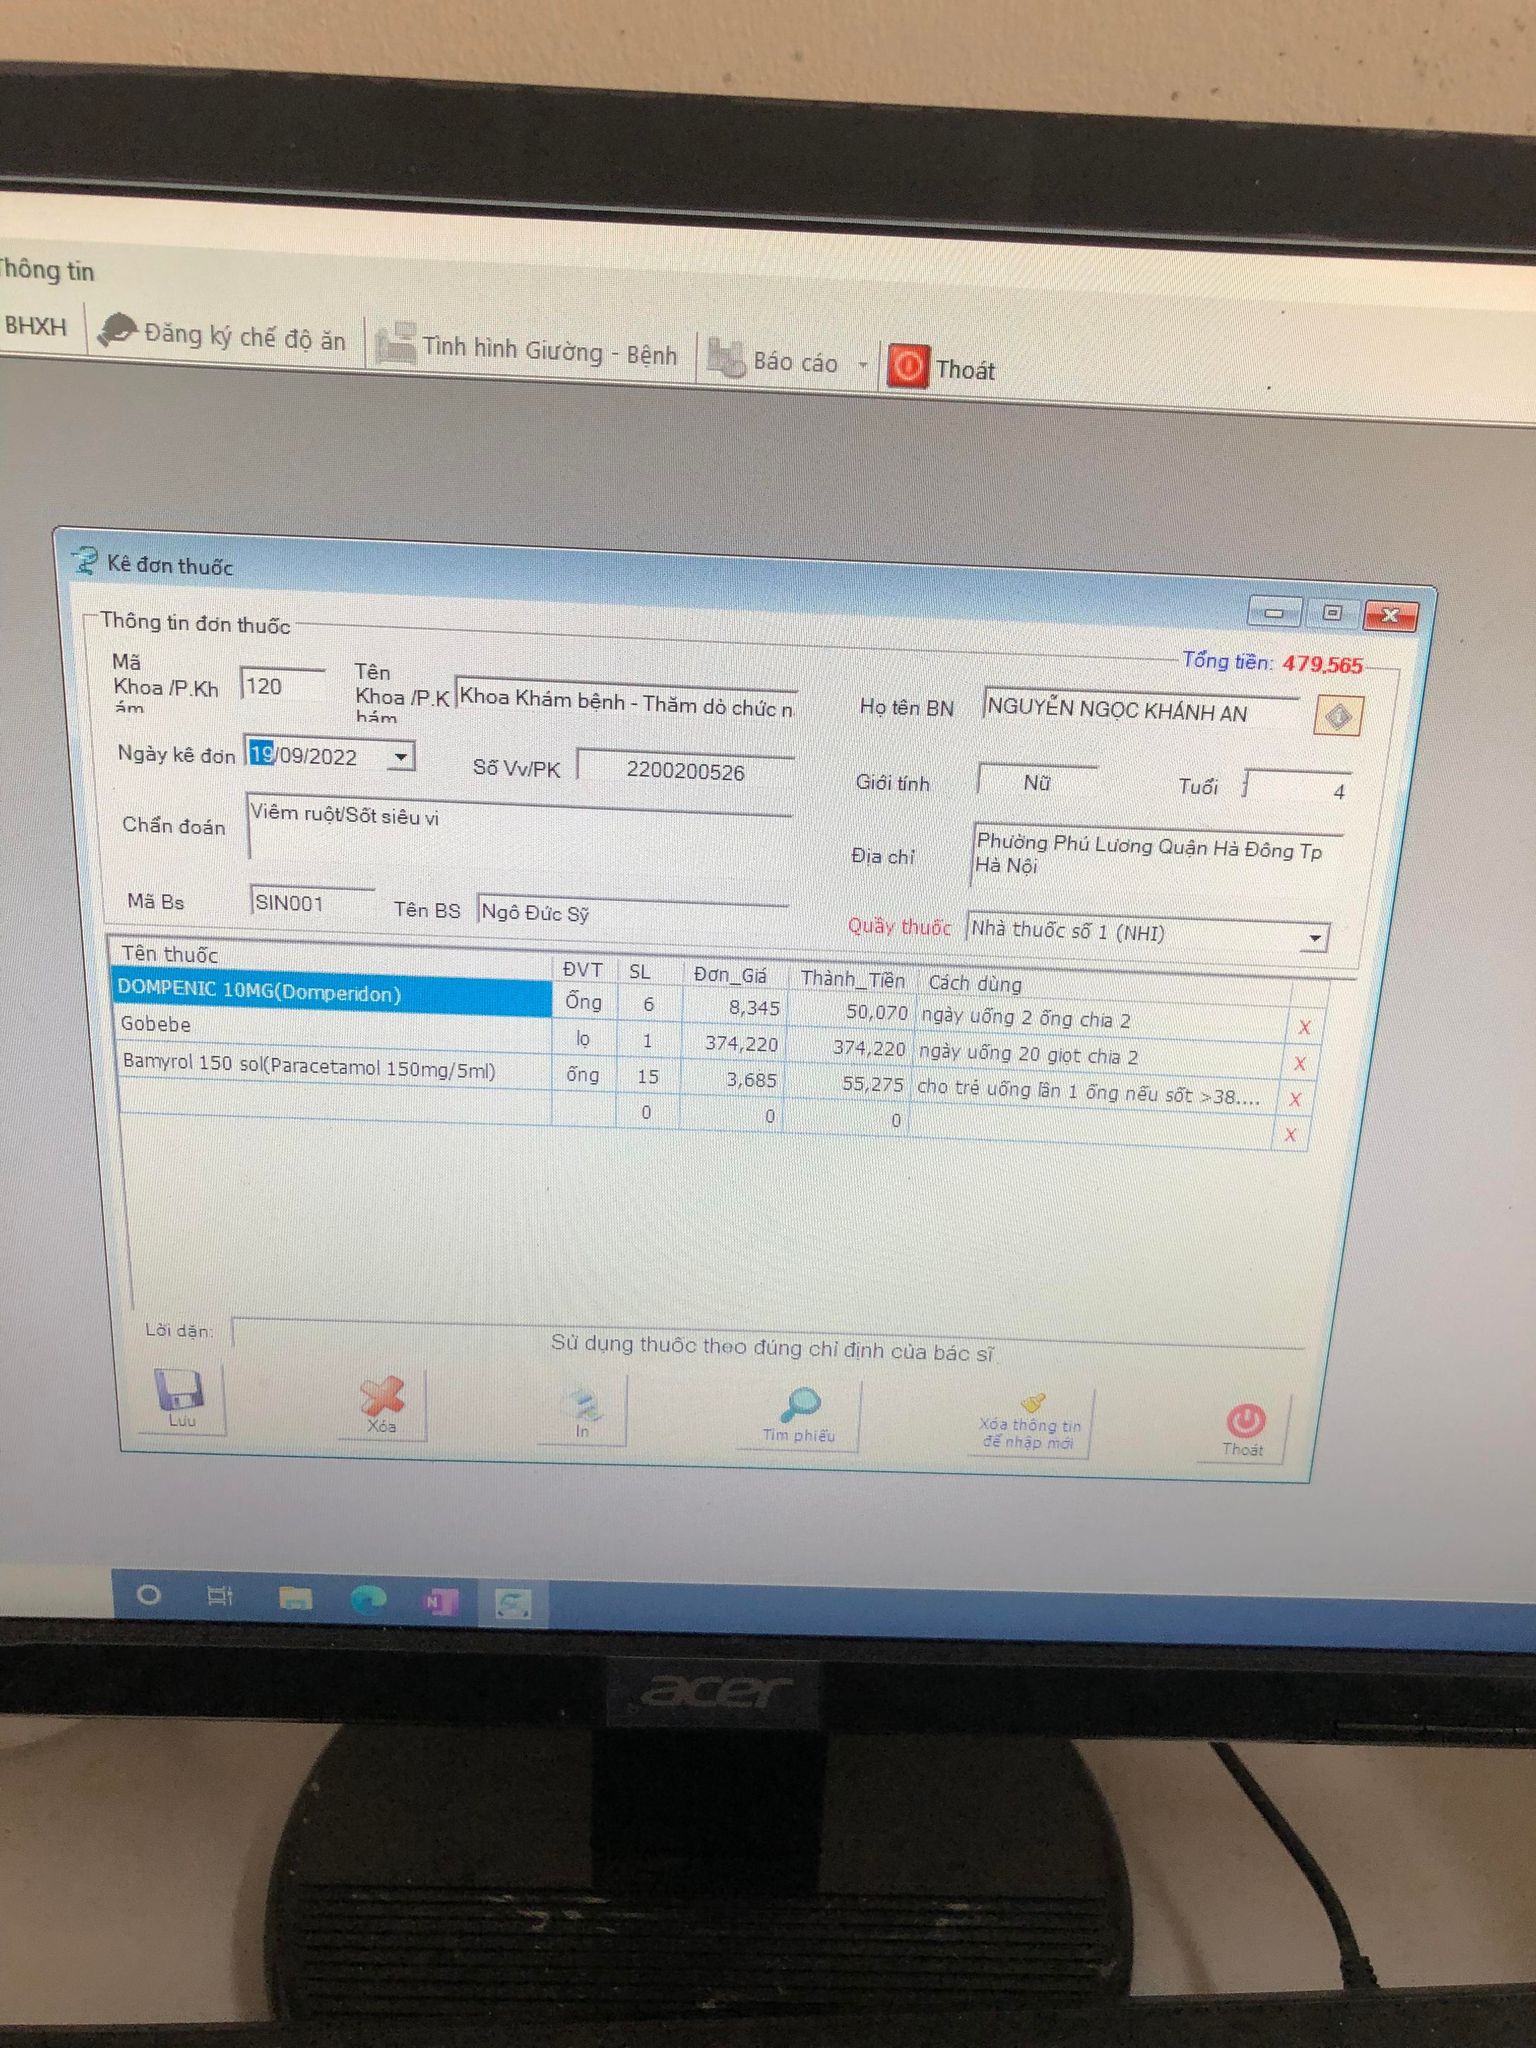 Thông tin
BHXH Đăng ký chế độ ăn Tình hình Giường - Bệnh Báo cáo Thoát
Kê đơn thuốc
Thông tin đơn thuốc
Tổng tiền: 479,565
Mã Khoa /P.Khám 120 Tên Khoa /P.Khám Khoa Khám bệnh - Thăm dò chức n Họ tên BN NGUYỄN NGỌC KHÁNH AN
Ngày kê đơn 19/09/2022 Số Vv/PK 2200200526 Giới tính Nữ Tuổi 4
Chẩn đoán Viêm ruột/Sốt siêu vi Địa chỉ Phường Phú Lương Quận Hà Đông Tp
Hà Nội
Mã Bs SIN001 Tên BS Ngô Đức Sỹ Quầy thuốc Nhà thuốc số 1 (NHI)
Tên thuốc ĐVT SL Đơn_Giá Thành_Tiền Cách dùng
DOMPENIC 10MG(Domperidon) Ống 6 8,345 50,070 ngày uống 2 ống chia 2 X
Gobebe lọ 1 374,220 374,220 ngày uống 20 giọt chia 2 X
Bamyrol 150 sol(Paracetamol 150mg/5ml) ống 15 3,685 55,275 cho trẻ uống lần 1 ống nếu sốt >38.... X
0 0 0 X
Lời dặn: Sử dụng thuốc theo đúng chỉ định của bác sĩ.
Lưu Xóa In Tìm phiếu Xóa thông tin
để nhập mới Thoát
N
acer